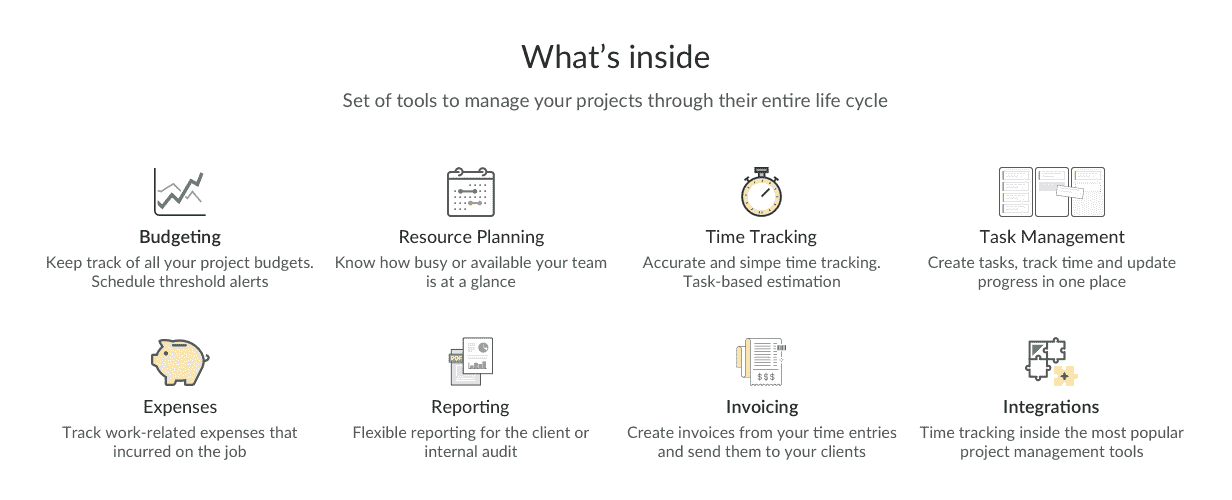 What’s inside
Set of tools to manage your projects through their entire life cycle
Budgeting
Keep track of all your project budgets.
Schedule threshold alerts
Resource Planning
Know how busy or available your team
is at a glance
Time Tracking
Accurate and simpe time tracking.
Task-based estimation
Task Management
Create tasks, track time and update
progress in one place
Expenses
Track work-related expenses that
incurred on the job
PDF
Reporting
Flexible reporting for the client or
internal audit
$$$
Invoicing
Create invoices from your time entries
and send them to your clients
Integrations
Time tracking inside the most popular
project management tools